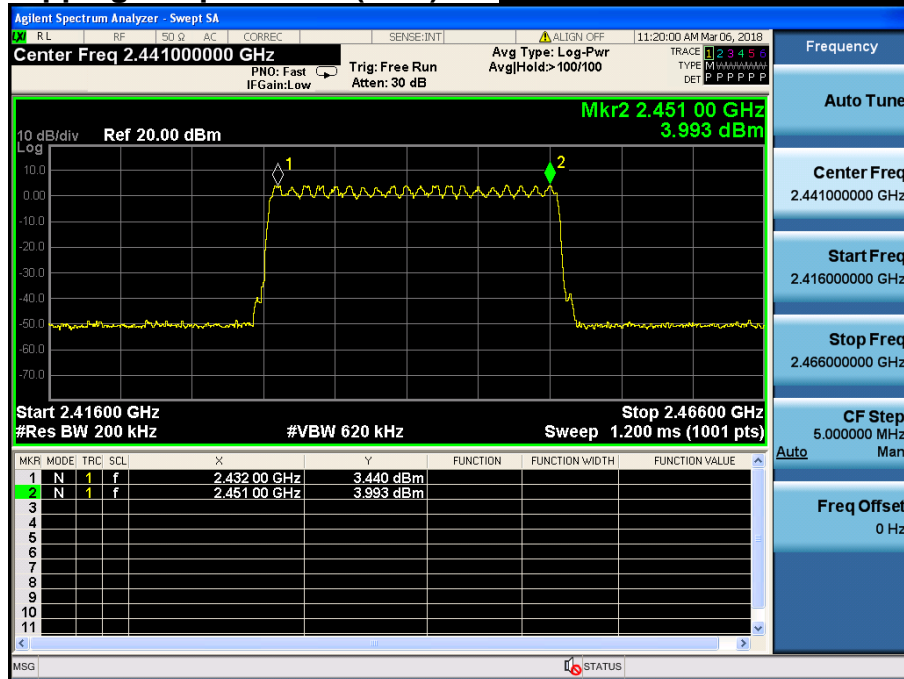 Agilent Spectrum Analyzer - Swept SA
LXI RL RF 50 Ω AC CORREC SENSE:INT ALIGN OFF 11:20:00 AM Mar 06, 2018
Center Freq 2.441000000 GHz
PNO: Fast
IFGain:Low
Trig: Free Run
Atten: 30 dB
Avg Type: Log-Pwr
Avg|Hold:>100/100
TRACE 1 2 3 4 5 6
TYPE M WWWWW
DET P P P P P P
Mkr2 2.451 00 GHz
3.993 dBm
10 dB/div Ref 20.00 dBm
Log
10.0
0.00
-10.0
-20.0
-30.0
-40.0
-50.0
-60.0
-70.0
1
2
Start 2.41600 GHz Stop 2.46600 GHz
#Res BW 200 kHz #VBW 620 kHz Sweep 1.200 ms (1001 pts)
MKR MODE TRC SCL X Y FUNCTION FUNCTION WIDTH FUNCTION VALUE
1 N 1 f 2.432 00 GHz 3.440 dBm
2 N 1 f 2.451 00 GHz 3.993 dBm
3
4
5
6
7
8
9
10
11
MSG STATUS
Frequency
Auto Tune
Center Freq
2.441000000 GHz
Start Freq
2.416000000 GHz
Stop Freq
2.466000000 GHz
CF Step
5.000000 MHz
Auto Man
Freq Offset
0 Hz